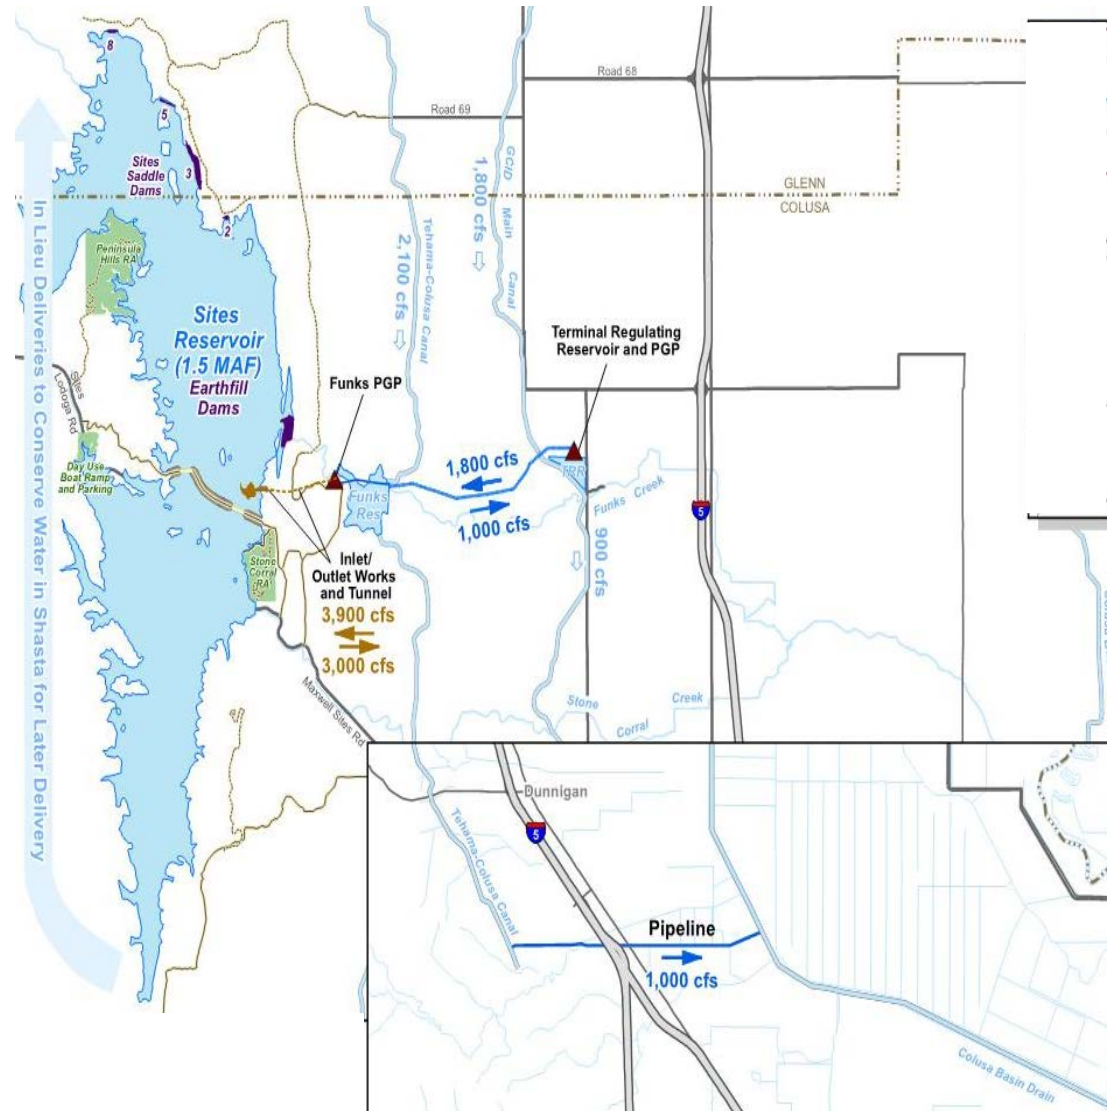 8
Road 68
5
Road 69
Sites
Saddle
Dams
3
GCID Main Canal
1,800 cfs
GLENN
COLUSA
2
Tehama-Colusa Canal
2,100 cfs
Peninsula
Hills RA
In Lieu Deliveries to Conserve Water in Shasta for Later Delivery
Sites
Reservoir
(1.5 MAF)
Earthfill
Dams
Terminal Regulating
Reservoir and PGP
Funks PGP
Sites
Lodoga Rd
Day Use
Boat Ramp
and Parking
1,800 cfs
1,000 cfs
TRR
Funks
Res
Funks Creek
5
900 cfs
Stone
Corral
RA
Inlet/
Outlet Works
and Tunnel
3,900 cfs
3,000 cfs
Maxwell Sites Rd
Stone
Corral
Creek
Dunnigan
5
Tehama-Colusa Canal
Pipeline
1,000 cfs
Colusa Basin Drain